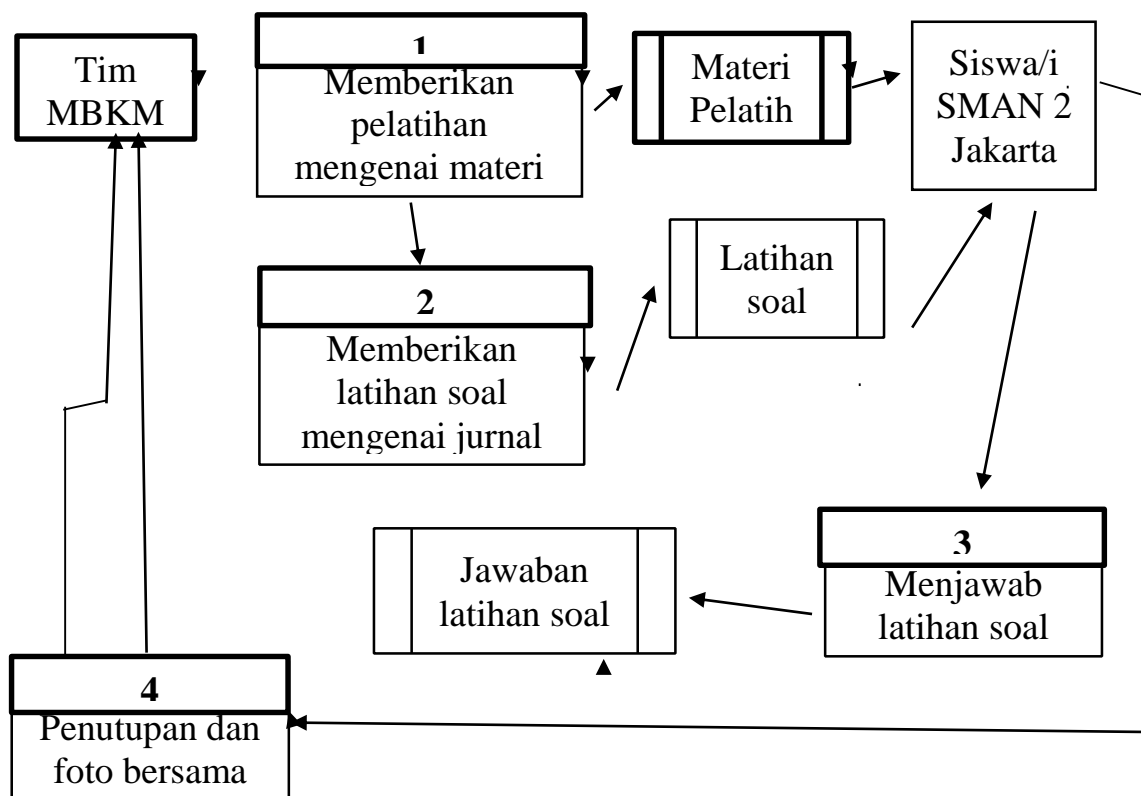 Tim
MBKM
1
Memberikan
pelatihan
mengenai materi
Materi
Pelatih
Siswa/i
SMAN 2
Jakarta
2
Memberikan
latihan soal
mengenai jurnal
Latihan
soal
3
Menjawab
latihan soal
Jawaban
latihan soal
4
Penutupan dan
foto bersama